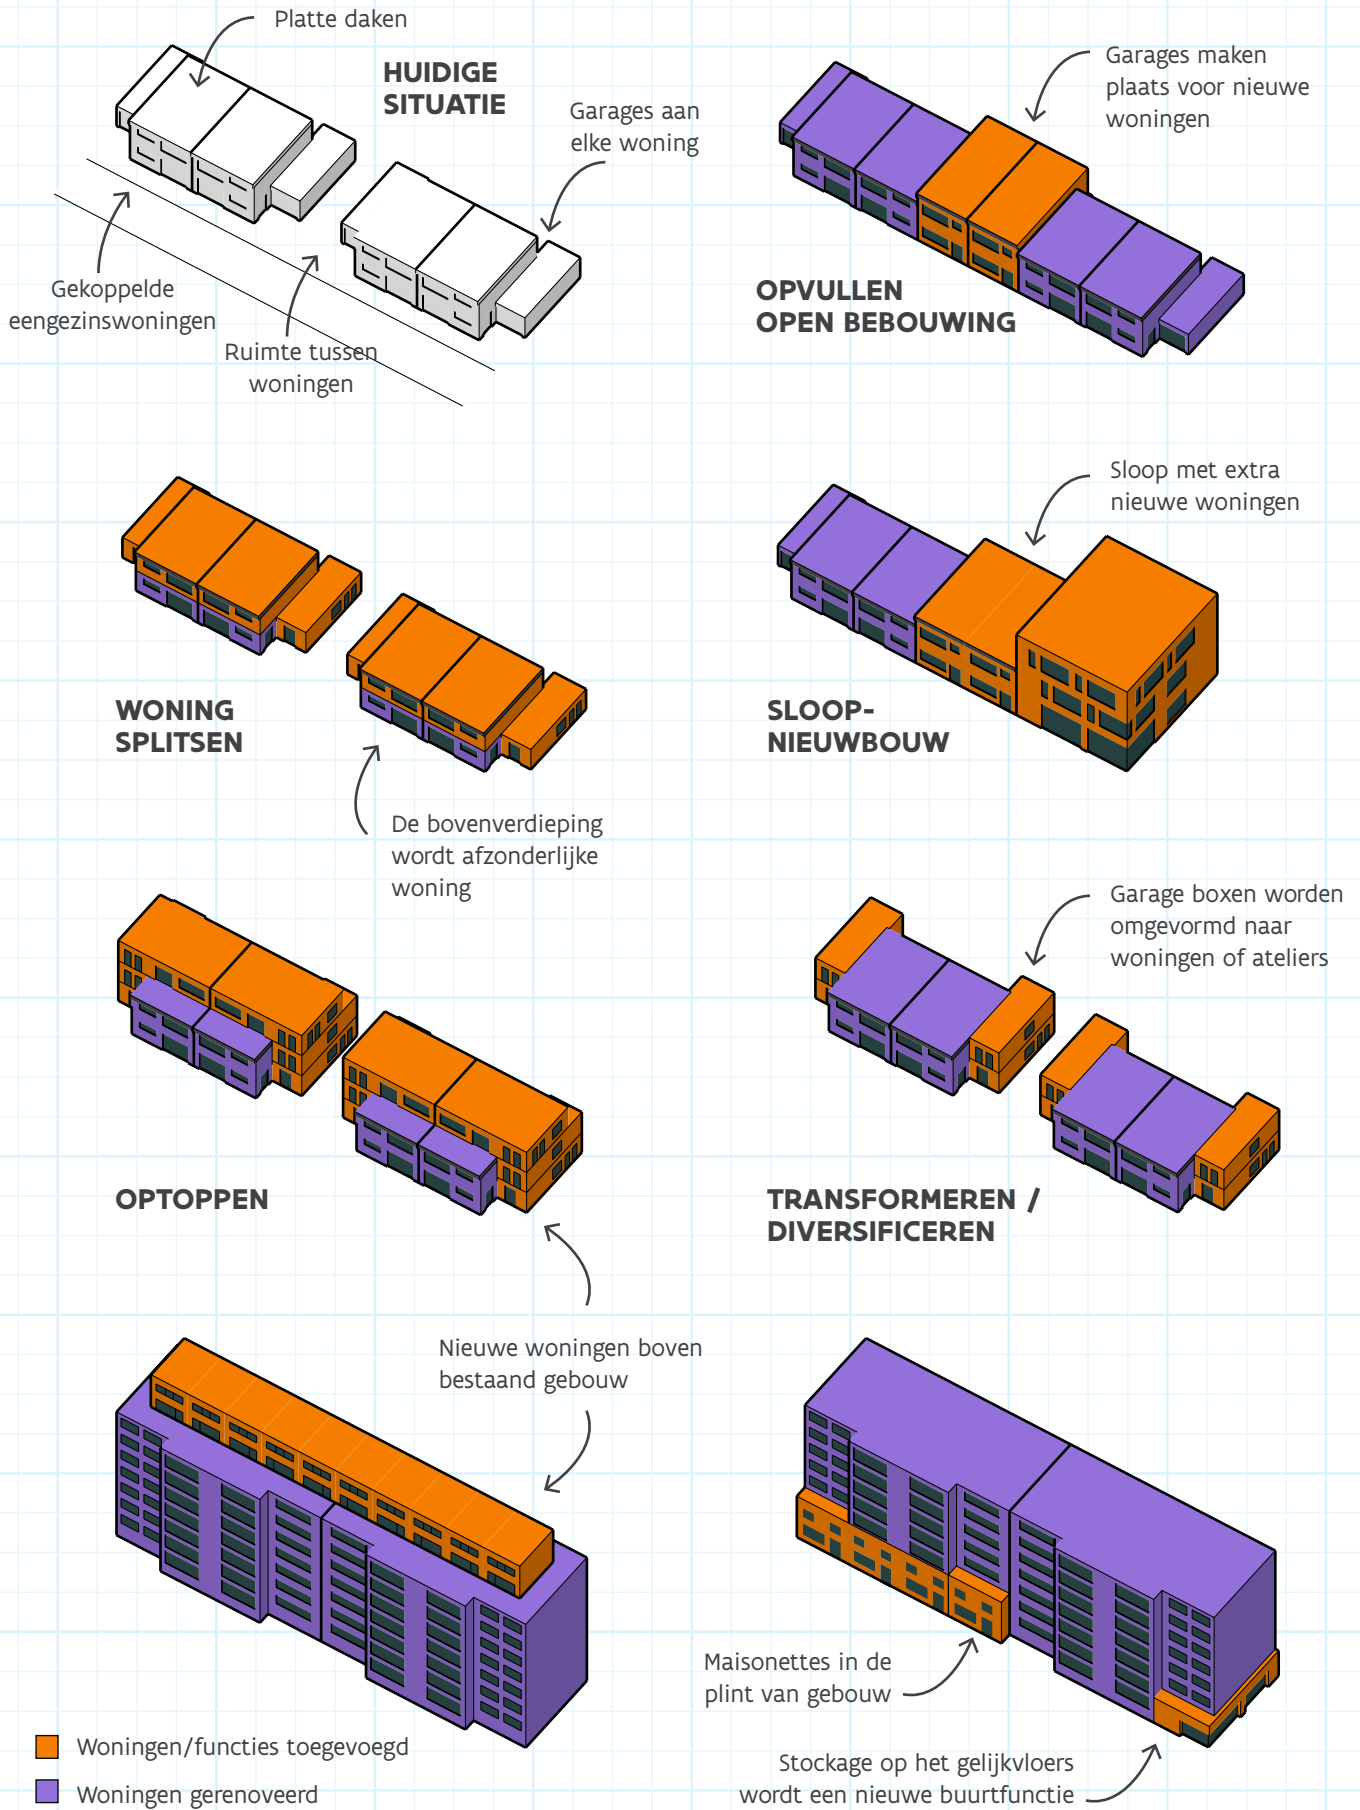 Platte daken
HUIDIGE
SITUATIE
Garages aan
elke woning
Gekoppelde
eengezinswoningen
Ruimte tussen
woningen
Garages maken
plaats voor nieuwe
woningen
OPVULLEN
OPEN BEBOUWING
WONING
SPLITSEN
De bovenverdieping
wordt afzonderlijke
woning
Sloop met extra
nieuwe woningen
SLOOP-
NIEUWBOUW
OPTOPPEN
Nieuwe woningen boven
bestaand gebouw
Garage boxen worden
omgevormd naar
woningen of ateliers
TRANSFORMEREN /
DIVERSIFICEREN
Maisonettes in de
plint van gebouw
Stockage op het gelijkvloers
wordt een nieuwe buurtfunctie
Woningen/functies toegevoegd
Woningen gerenoveerd